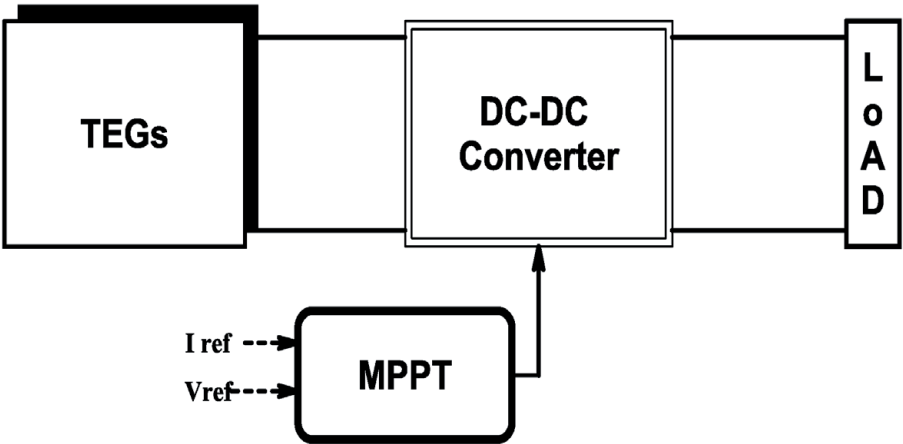 TEGs
DC-DC
Converter
L
o
A
D
I ref
Vref
MPPT